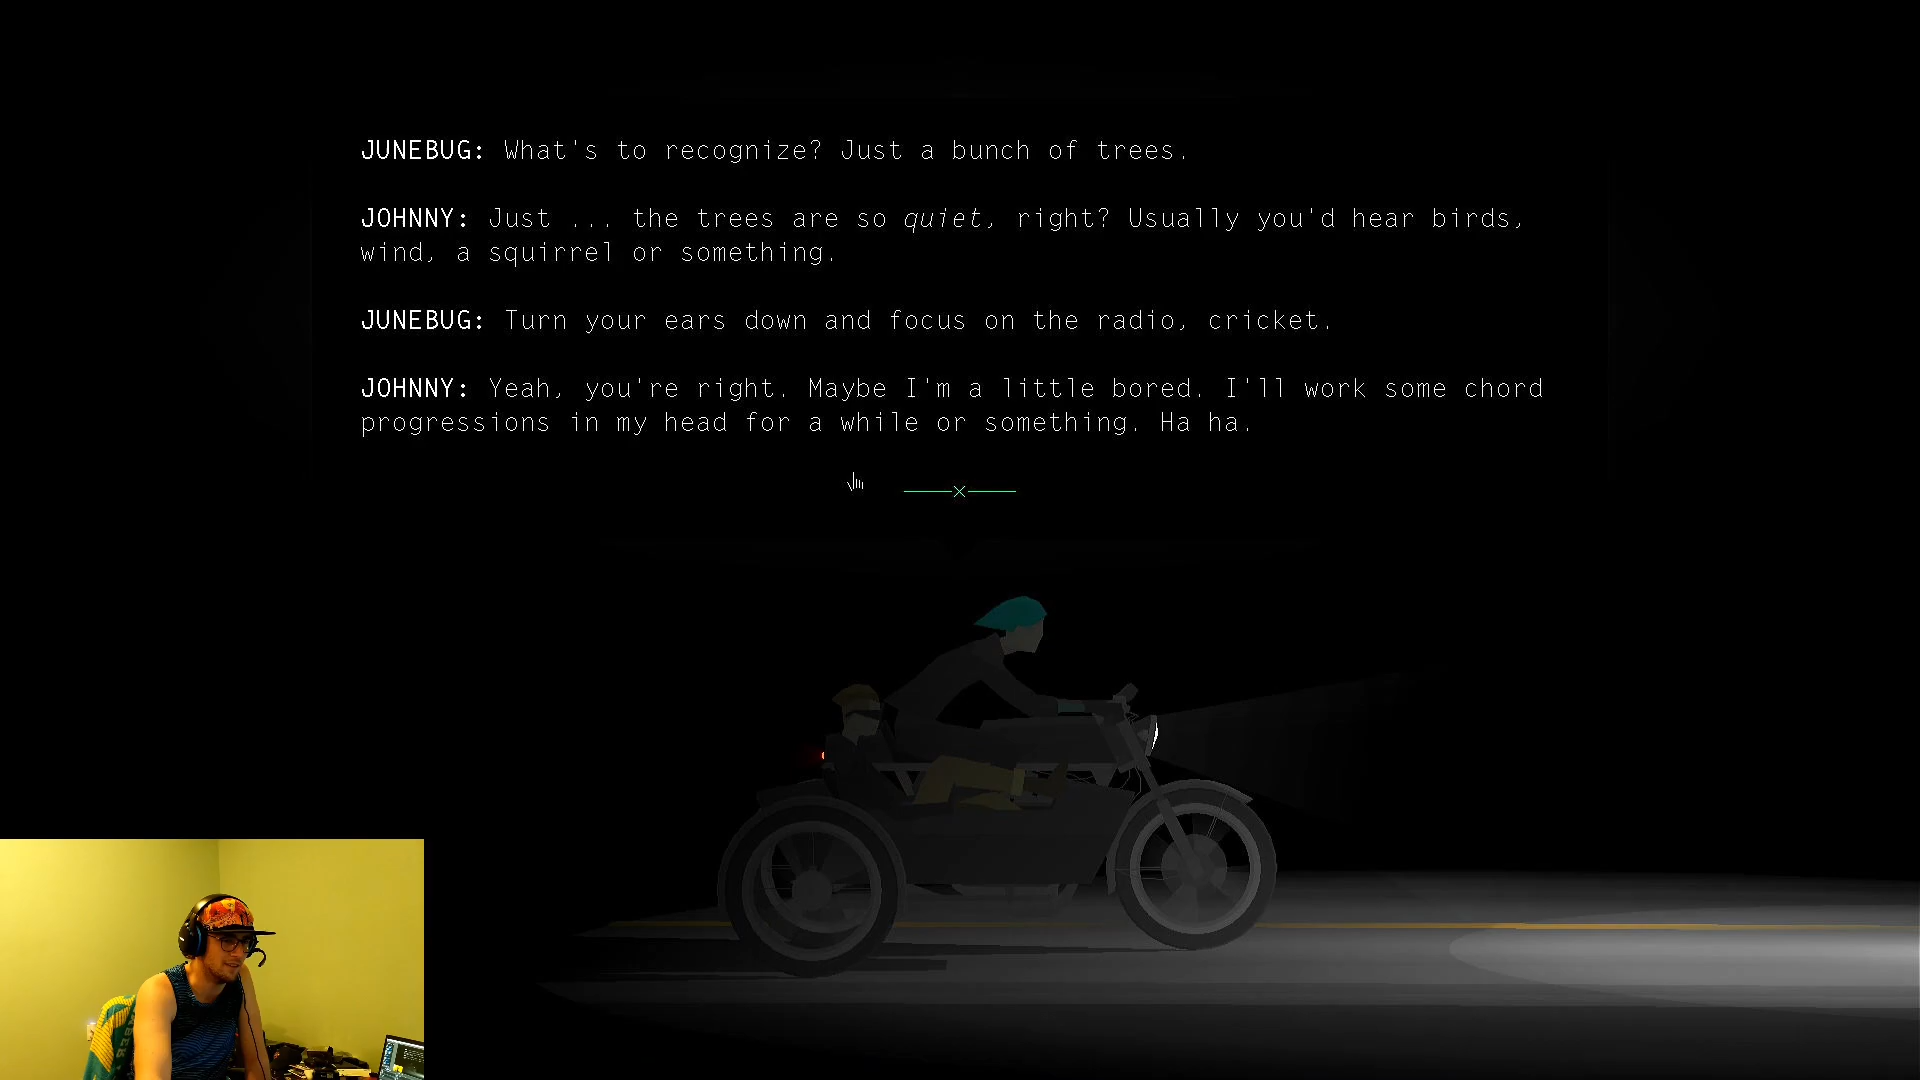 JUNEBUG: What's to recognize? Just a bunch of trees.
JOHNNY: Just ... the trees are so quiet, right? Usually you'd hear birds,
wind, a squirrel or something.
JUNEBUG: Turn your ears down and focus on the radio, cricket.
JOHNNY: Yeah, you're right. Maybe I'm a little bored. I'll work some chord
progressions in my head for a while or something. Ha ha.